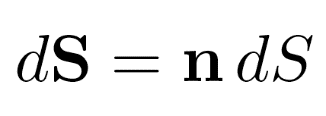 d𝐒 = 𝐧 dS